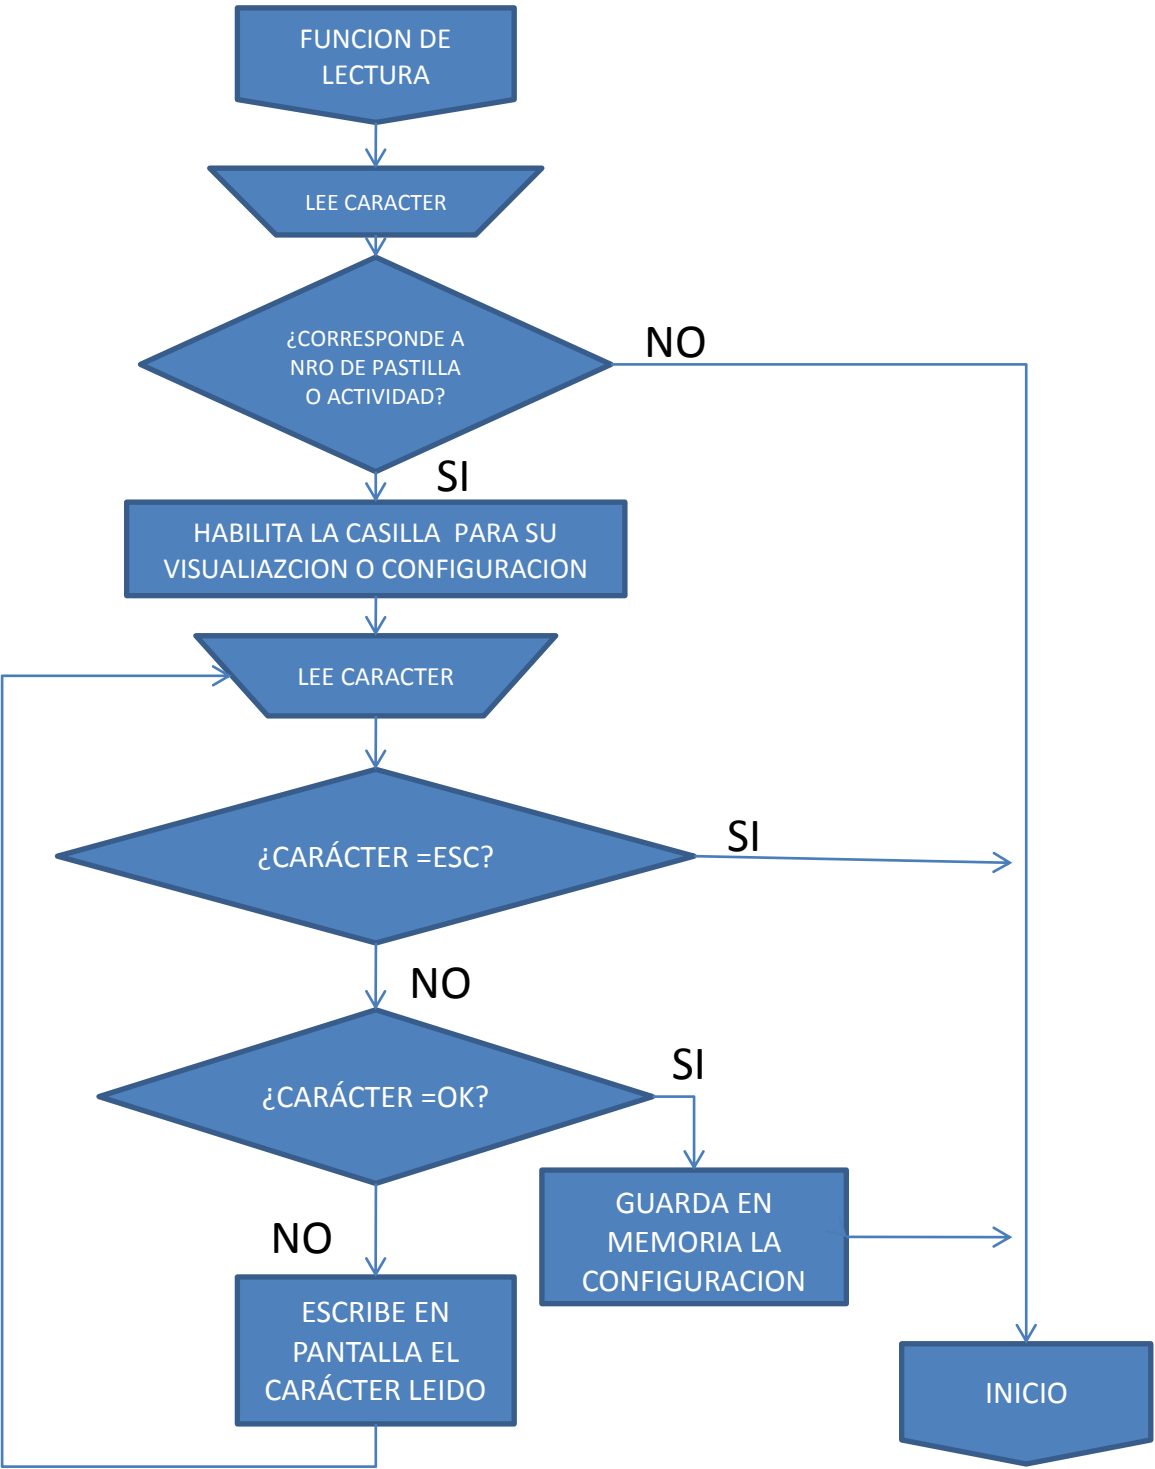 FUNCION DE
LECTURA
LEE CARACTER
¿CORRESPONDE A
NRO DE PASTILLA
O ACTIVIDAD?
NO
SI
HABILITA LA CASILLA PARA SU
VISUALIAZCION O CONFIGURACION
LEE CARACTER
¿CARÁCTER =ESC?
SI
NO
¿CARÁCTER =OK?
SI
NO
GUARDA EN
MEMORIA LA
CONFIGURACION
ESCRIBE EN
PANTALLA EL
CARÁCTER LEIDO
INICIO